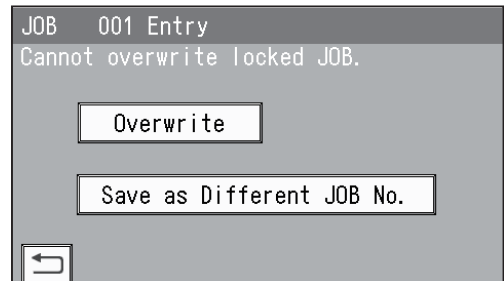 JOB 001 Entry
Cannot overwrite locked JOB.
Overwrite
Save as Different JOB No.